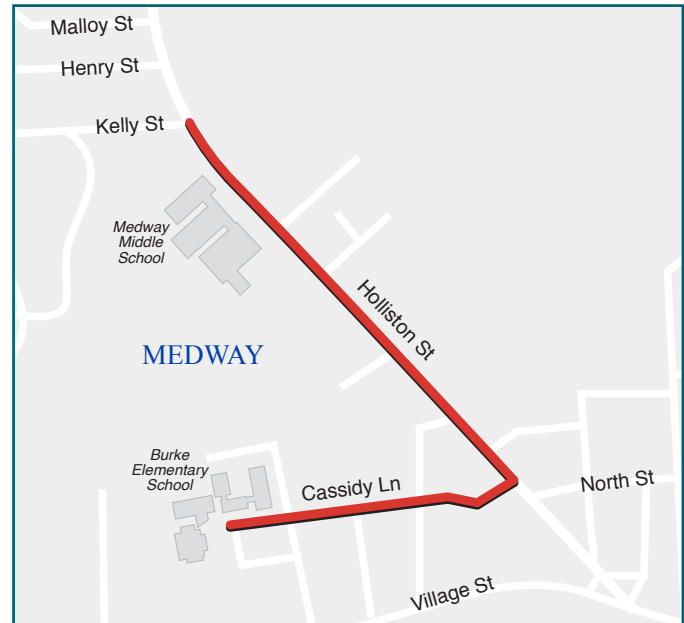 Malloy St
Henry St
Kelly St
Medway
Middle
School
Holliston St
MEDWAY
Burke
Elementary
School
Cassidy Ln
North St
Village St